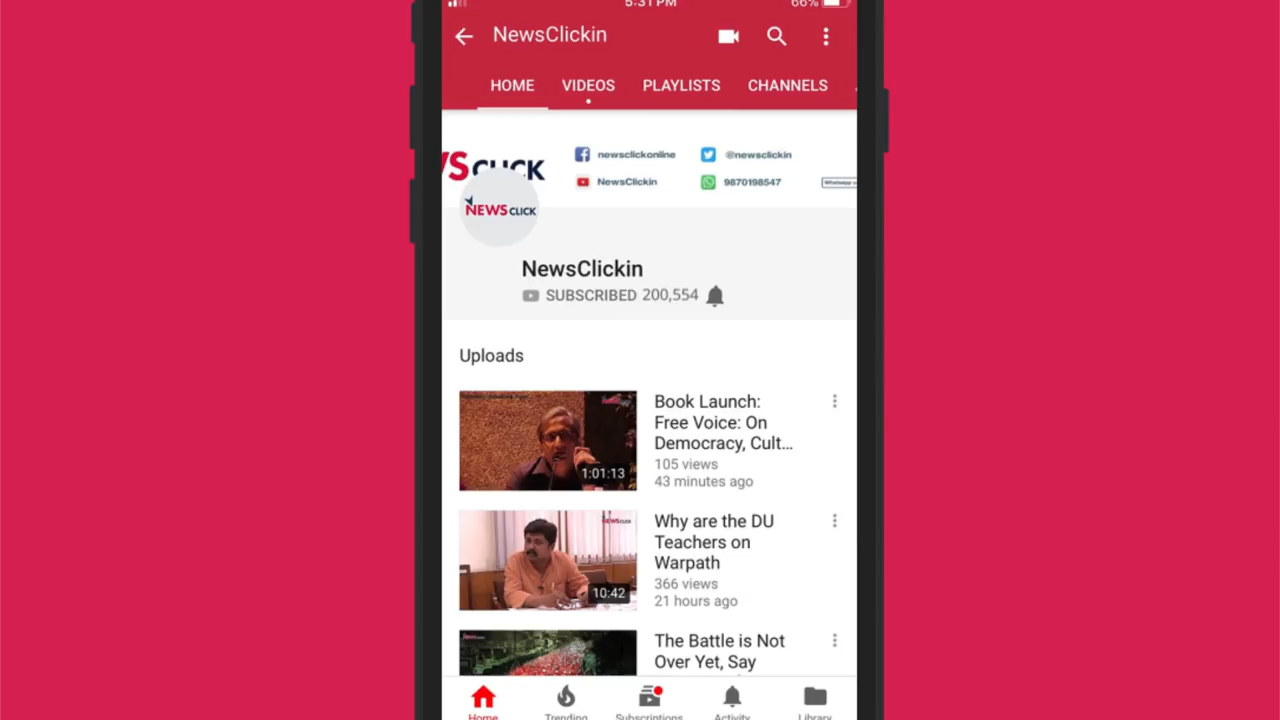 5:31 PM
66%
NewsClickin
HOME VIDEOS PLAYLISTS CHANNELS
CLICK
newsclickonline
@newsclickin
NewsClickin
9870198547
Whatsapp
NEWSCLICK
NewsClickin
SUBSCRIBED 200,554
Uploads
Book Launch:
Free Voice: On
Democracy, Cult...
105 views
43 minutes ago
1:01:13
Why are the DU
Teachers on
Warpath
366 views
21 hours ago
NEWSCLICK
10:42
The Battle is Not
Over Yet, Say
Home Trending Subscriptions Activity Library